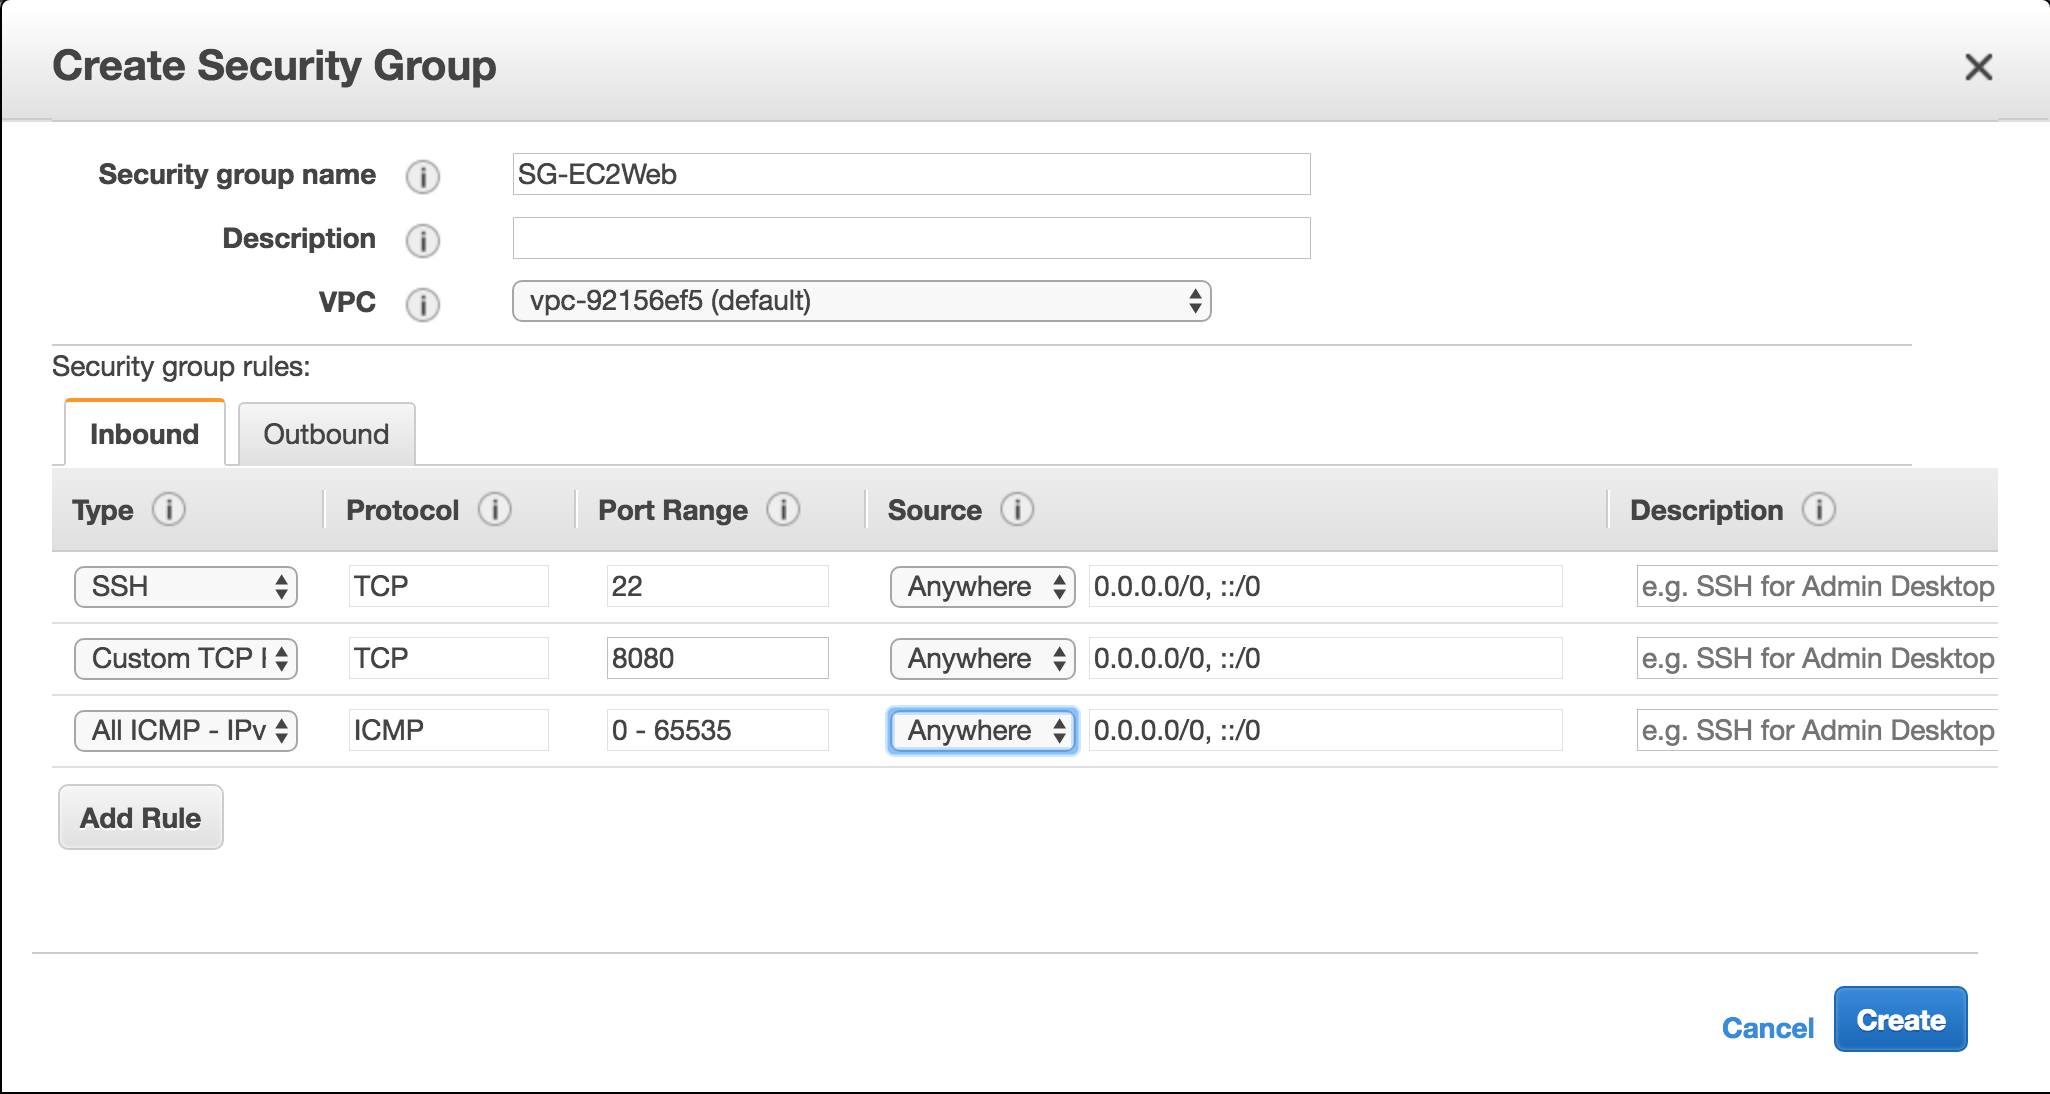 Create Security Group
Security group name SG-EC2Web
Description
VPC vpc-92156ef5 (default)
Security group rules:
Inbound Outbound
Type Protocol Port Range Source Description
SSH TCP 22 Anywhere 0.0.0.0/0, ::/0 e.g. SSH for Admin Desktop
Custom TCP TCP 8080 Anywhere 0.0.0.0/0, ::/0 e.g. SSH for Admin Desktop
All ICMP - IPv ICMP 0 - 65535 Anywhere 0.0.0.0/0, ::/0 e.g. SSH for Admin Desktop
Add Rule
Cancel Create